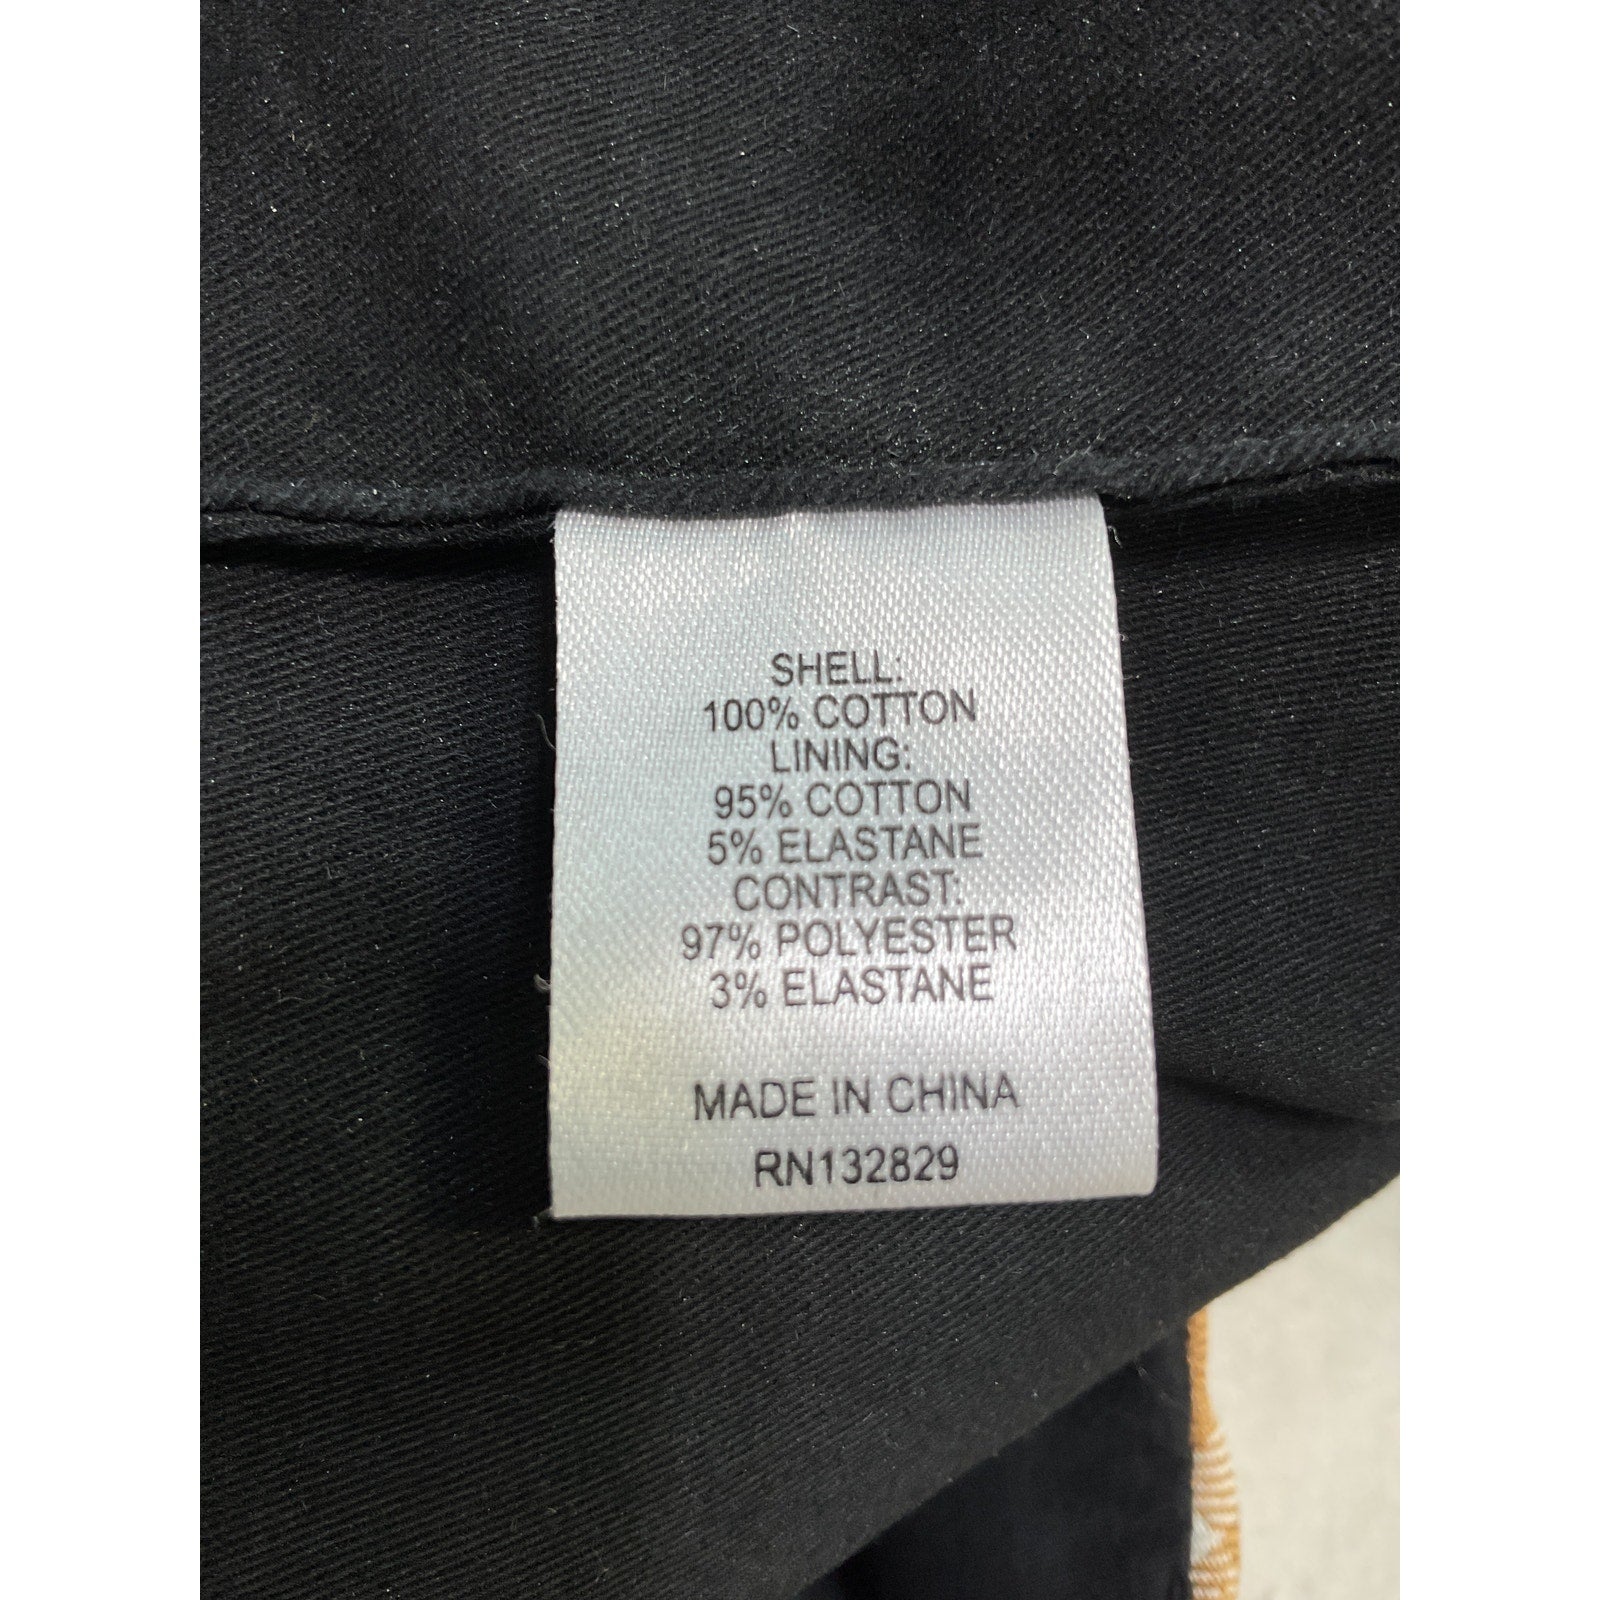 SHELL:
100% COTTON
LINING:
95% COTTON
5% ELASTANE
CONTRAST:
97% POLYESTER
3% ELASTANE
MADE IN CHINA
RN132829